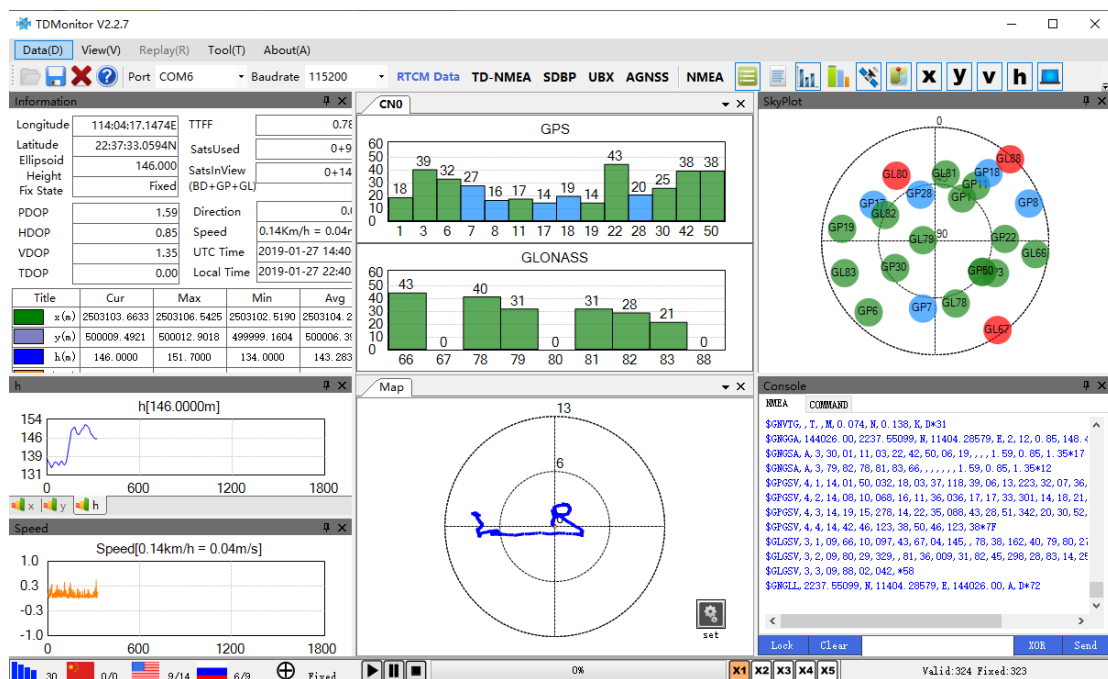 TDMonitor V2.2.7
Data(D) View(V) Replay(R) Tool(T) About(A)
Port COM6 Baudrate 115200 RTCM Data TD-NMEA SDBP UBX AGNSS NMEA x y v h
Information
Longitude 114:04:17.1474E TTFF 0.78
Latitude 22:37:33.0594N SatsUsed 0+9
Ellipsoid Height 146.000 SatsInView (BD+GP+GL) 0+14
Fix State Fixed
PDOP 1.59 Direction 0.0
HDOP 0.85 Speed 0.14Km/h = 0.04m
VDOP 1.35 UTC Time 2019-01-27 14:40
TDOP 0.00 Local Time 2019-01-27 22:40
Title Cur Max Min Avg
x(m) 2503103.6633 2503106.5425 2503102.5190 2503104.2
y(m) 500009.4921 500012.9018 499999.1604 500006.39
h(m) 146.0000 151.7000 134.0000 143.283
h
h[146.0000m]
154
146
139
131
0 600 1200 1800
x y h
Speed
Speed[0.14km/h = 0.04m/s]
1.0
0.3
-0.3
-1.0
0 600 1200 1800
30 0/0 9/14 6/9 Fixed
CN0
GPS
60
50
40
30
20
10
0
18 39 32 27 16 17 14 19 14 43 20 25 38 38
1 3 6 7 8 11 17 18 19 22 28 30 42 50
GLONASS
60
50
40
30
20
10
0
43 0 40 31 0 31 28 21 0
66 67 78 79 80 81 82 83 88
Map
13
6
0
set
0% X1 X2 X3 X4 X5 Valid:324 Fixed:323
SkyPlot
0
GL88
GL80 GL81 GP18
GP11
GP17 GP28 GP1 GP8
GL82
GP19 GL79 90 GP22
GL66
GL83 GP30 GP50 P3
GP6 GP7 GL78
GL67
Console
NMEA COMMAND
$GNVTG,,T,,M,0.074,N,0.138,K,D*31
$GNGGA,144026.00,2237.55099,N,11404.28579,E,2,12,0.85,148.4
$GNGSA,A,3,30,01,11,03,22,42,50,06,19,,,,1.59,0.85,1.35*17
$GNGSA,A,3,79,82,78,81,83,66,,,,,,,1.59,0.85,1.35*12
$GPGSV,4,1,14,01,50,032,18,03,37,118,39,06,13,223,32,07,36,
$GPGSV,4,2,14,08,10,068,16,11,36,036,17,17,33,301,14,18,21,
$GPGSV,4,3,14,19,15,278,14,22,35,088,43,28,51,342,20,30,52,
$GPGSV,4,4,14,42,46,123,38,50,46,123,38*7F
$GLGSV,3,1,09,66,10,097,43,67,04,145,,78,38,162,40,79,80,27
$GLGSV,3,2,09,80,29,329,,81,36,009,31,82,45,298,28,83,14,25
$GLGSV,3,3,09,88,02,042,*58
$GNGLL,2237.55099,N,11404.28579,E,144026.00,A,D*72
Lock Clear XOR Send